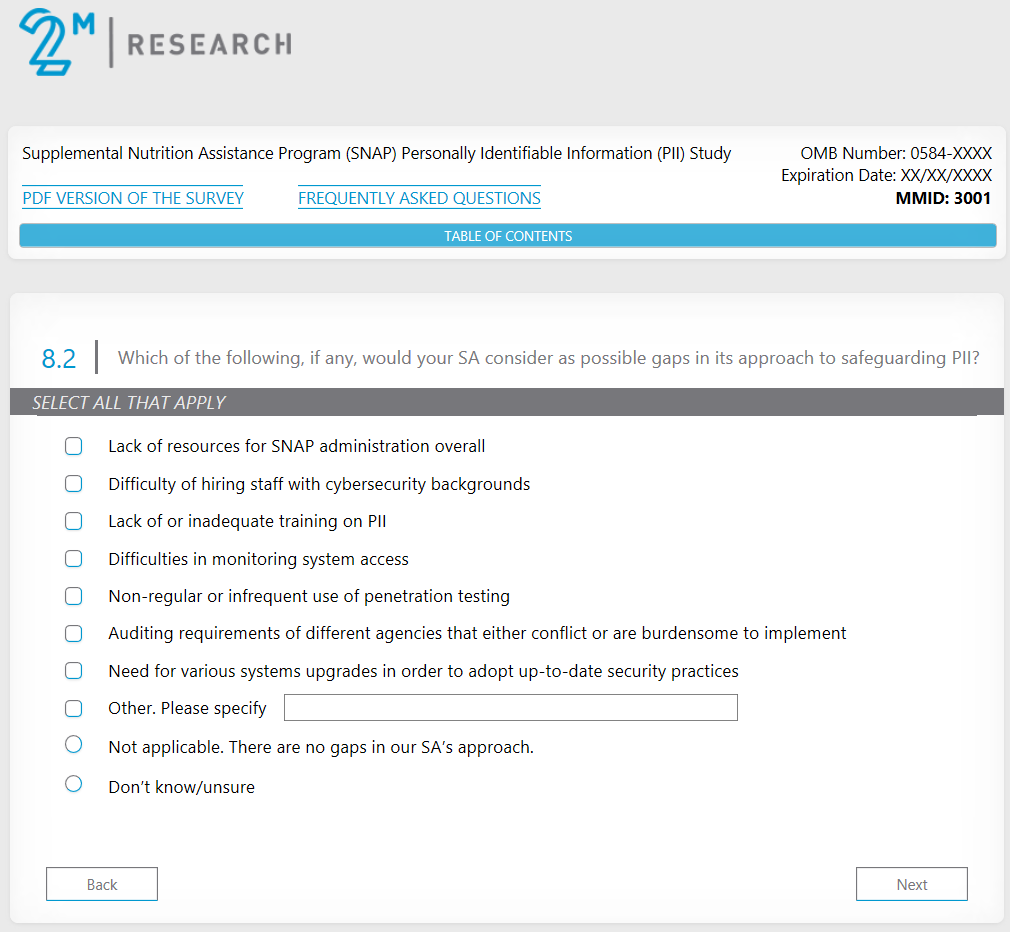 2M | RESEARCH
Supplemental Nutrition Assistance Program (SNAP) Personally Identifiable Information (PII) Study
OMB Number: 0584-XXXX
Expiration Date: XX/XX/XXXX
MMID: 3001
PDF VERSION OF THE SURVEY
FREQUENTLY ASKED QUESTIONS
TABLE OF CONTENTS
8.2 Which of the following, if any, would your SA consider as possible gaps in its approach to safeguarding PII?
SELECT ALL THAT APPLY
Lack of resources for SNAP administration overall
Difficulty of hiring staff with cybersecurity backgrounds
Lack of or inadequate training on PII
Difficulties in monitoring system access
Non-regular or infrequent use of penetration testing
Auditing requirements of different agencies that either conflict or are burdensome to implement
Need for various systems upgrades in order to adopt up-to-date security practices
Other. Please specify
Not applicable. There are no gaps in our SA's approach.
Don't know/unsure
Back
Next